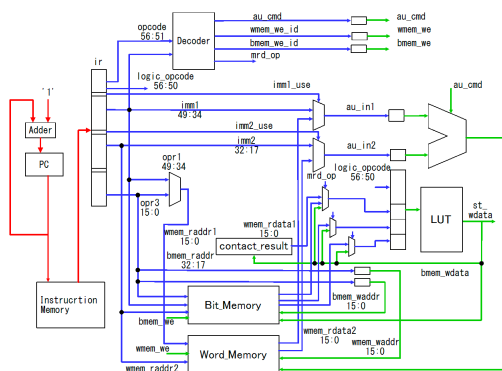 opcode
56:51
Decoder
au_cmd
wmem_we_id
bmem_we_id
mrd_op
au_cmd
wmem_we
bmem_we
ir
logic_opcode
56:50
imm1_use
imm1
49:34
imm2_use
imm2
32:17
au_in1
au_in2
au_cmd
'1'
Adder
PC
opr1
49:34
opr3
15:0
mrd_op
logic_opcode
56:50
wmem_raddr1
15:0
wmem_rdata1
15:0
contact_result
bmem_raddr
32:17
LUT
st_
wdata
bmem_wdata
Instrucrtion
Memory
Bit_Memory
bmem_waddr
15:0
bmem_we
wmem_rdata2
15:0
wmem_waddr
15:0
wmem_we
Word_Memory
wmem_raddr2